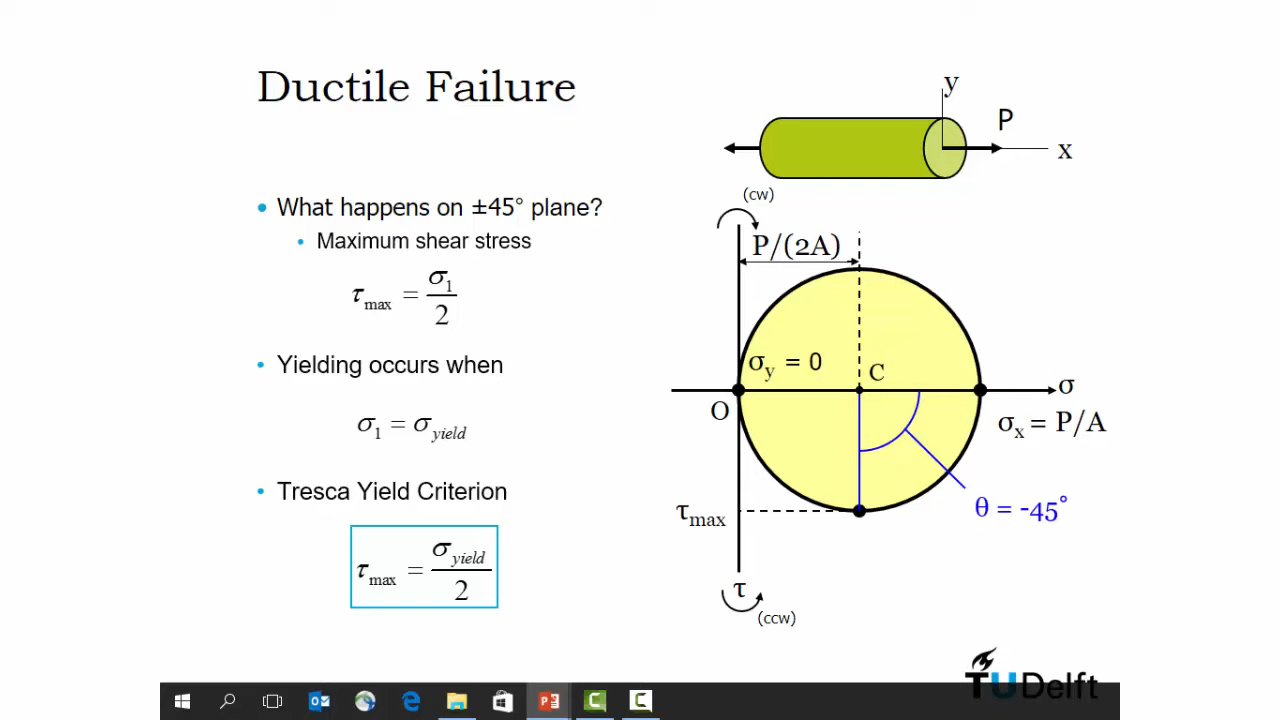 Ductile Failure
• What happens on ±45° plane?
• Maximum shear stress
τmax = σ1/2
• Yielding occurs when
σ1 = σyield
• Tresca Yield Criterion
τmax = σyield/2
y
P
x
(cw)
P/(2A)
σy = 0
C
σ
O
σx = P/A
τmax
θ = -45°
τ
(ccw)
TUDelft